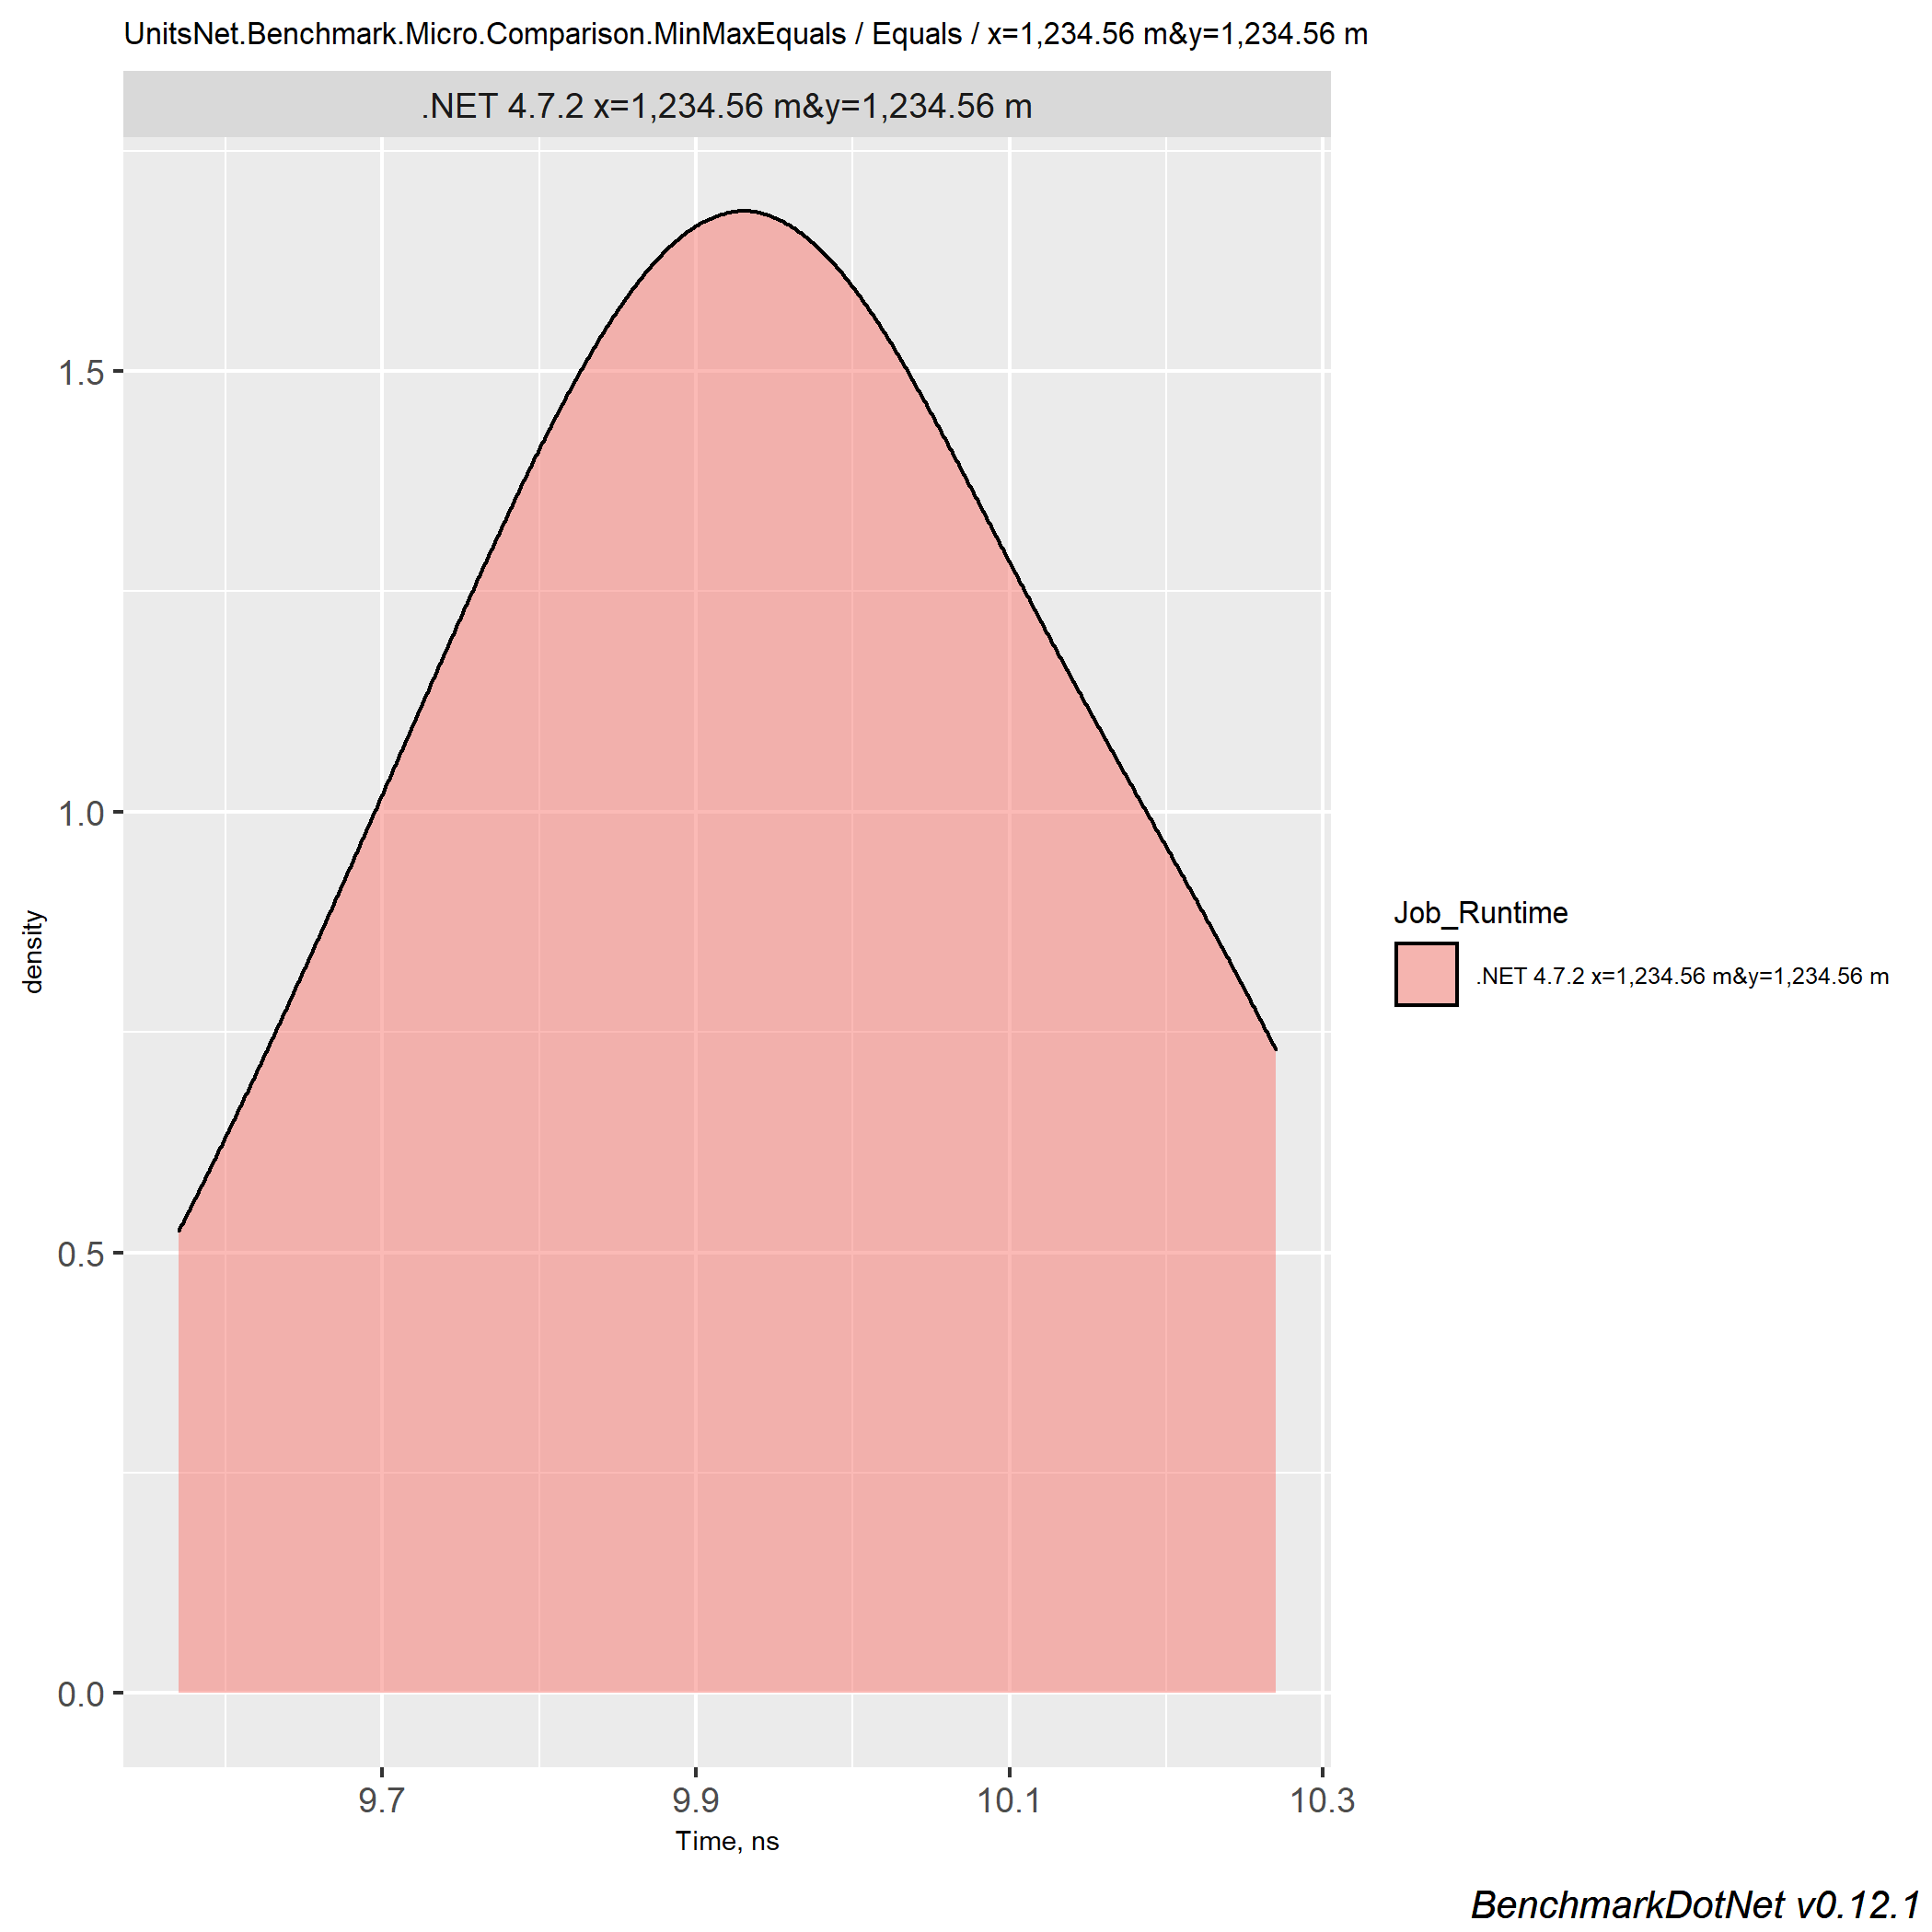 UnitsNet.Benchmark.Micro.Comparison.MinMaxEquals / Equals / x=1,234.56 m&y=1,234.56 m
.NET 4.7.2 x=1,234.56 m&y=1,234.56 m
1.5
1.0
0.5
0.0
density
9.7
9.9
10.1
10.3
Time, ns
Job_Runtime
.NET 4.7.2 x=1,234.56 m&y=1,234.56 m
BenchmarkDotNet v0.12.1